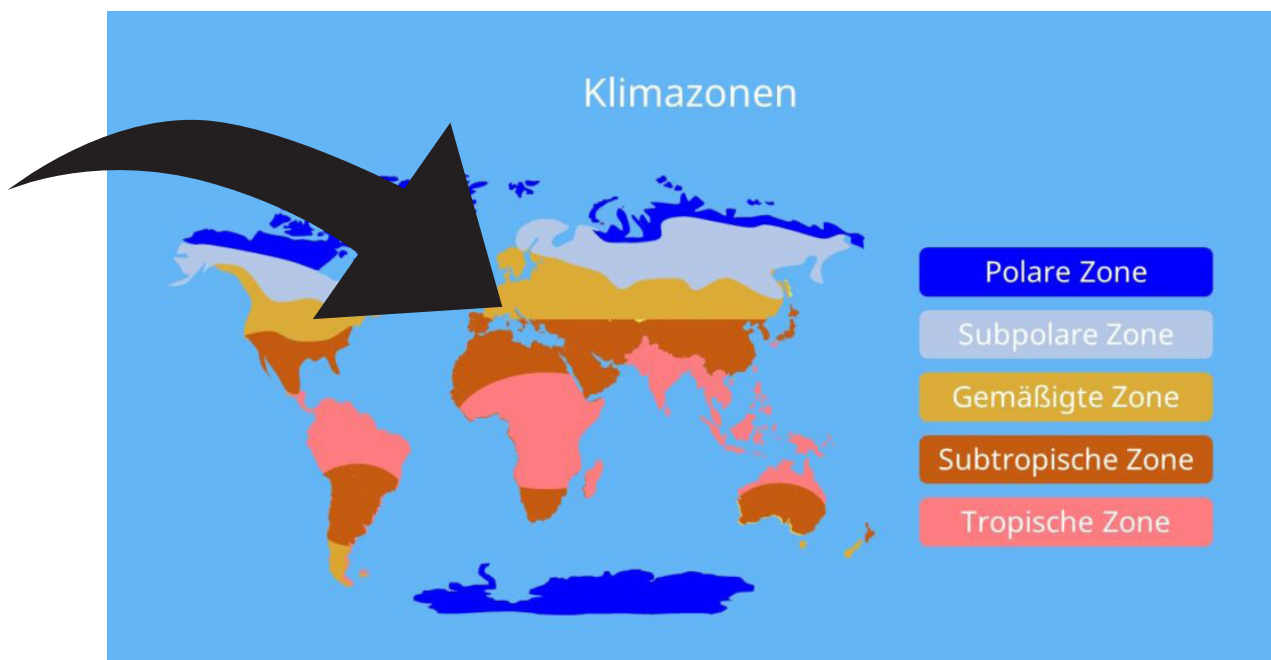 Klimazonen
Polare Zone
Subpolare Zone
Gemäßigte Zone
Subtropische Zone
Tropische Zone